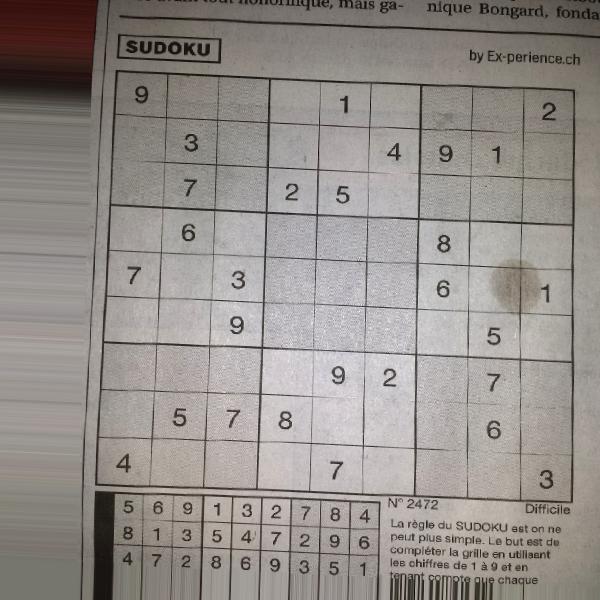 honorifique, mais ga- nique Bongard, fonda
SUDOKU
by Ex-perience.ch
9 1 2
3 4 9 1
7 2 5
6 8
7 3 6 1
9 5
9 2 7
5 7 8 6
4 7 3
N° 2472 Difficile
5 6 9 1 3 2 7 8 4
8 1 3 5 4 7 2 9 6
4 7 2 8 6 9 3 5 1
La règle du SUDOKU est on ne
peut plus simple. Le but est de
compléter la grille en utilisant
les chiffres de 1 à 9 et en
tenant compte que chaque